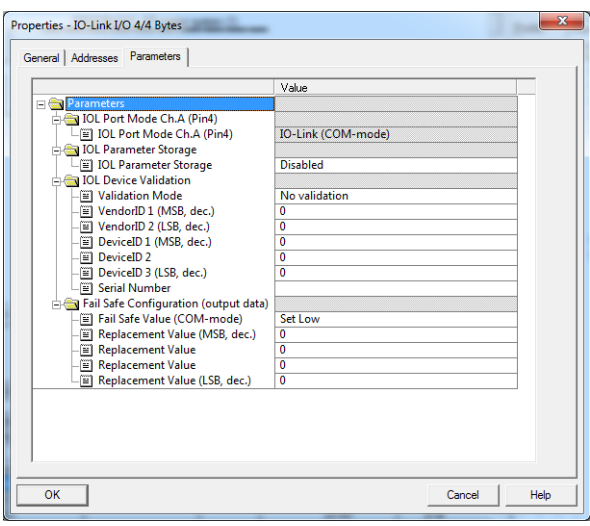 Properties - IO-Link I/O 4/4 Bytes
General Addresses Parameters
Value
Parameters
IOL Port Mode Ch.A (Pin4)
IOL Port Mode Ch.A (Pin4) IO-Link (COM-mode)
IOL Parameter Storage
IOL Parameter Storage Disabled
IOL Device Validation
Validation Mode No validation
VendorID 1 (MSB, dec.) 0
VendorID 2 (LSB, dec.) 0
DeviceID 1 (MSB, dec.) 0
DeviceID 2 0
DeviceID 3 (LSB, dec.) 0
Serial Number
Fail Safe Configuration (output data)
Fail Safe Value (COM-mode) Set Low
Replacement Value (MSB, dec.) 0
Replacement Value 0
Replacement Value 0
Replacement Value (LSB, dec.) 0
OK Cancel Help